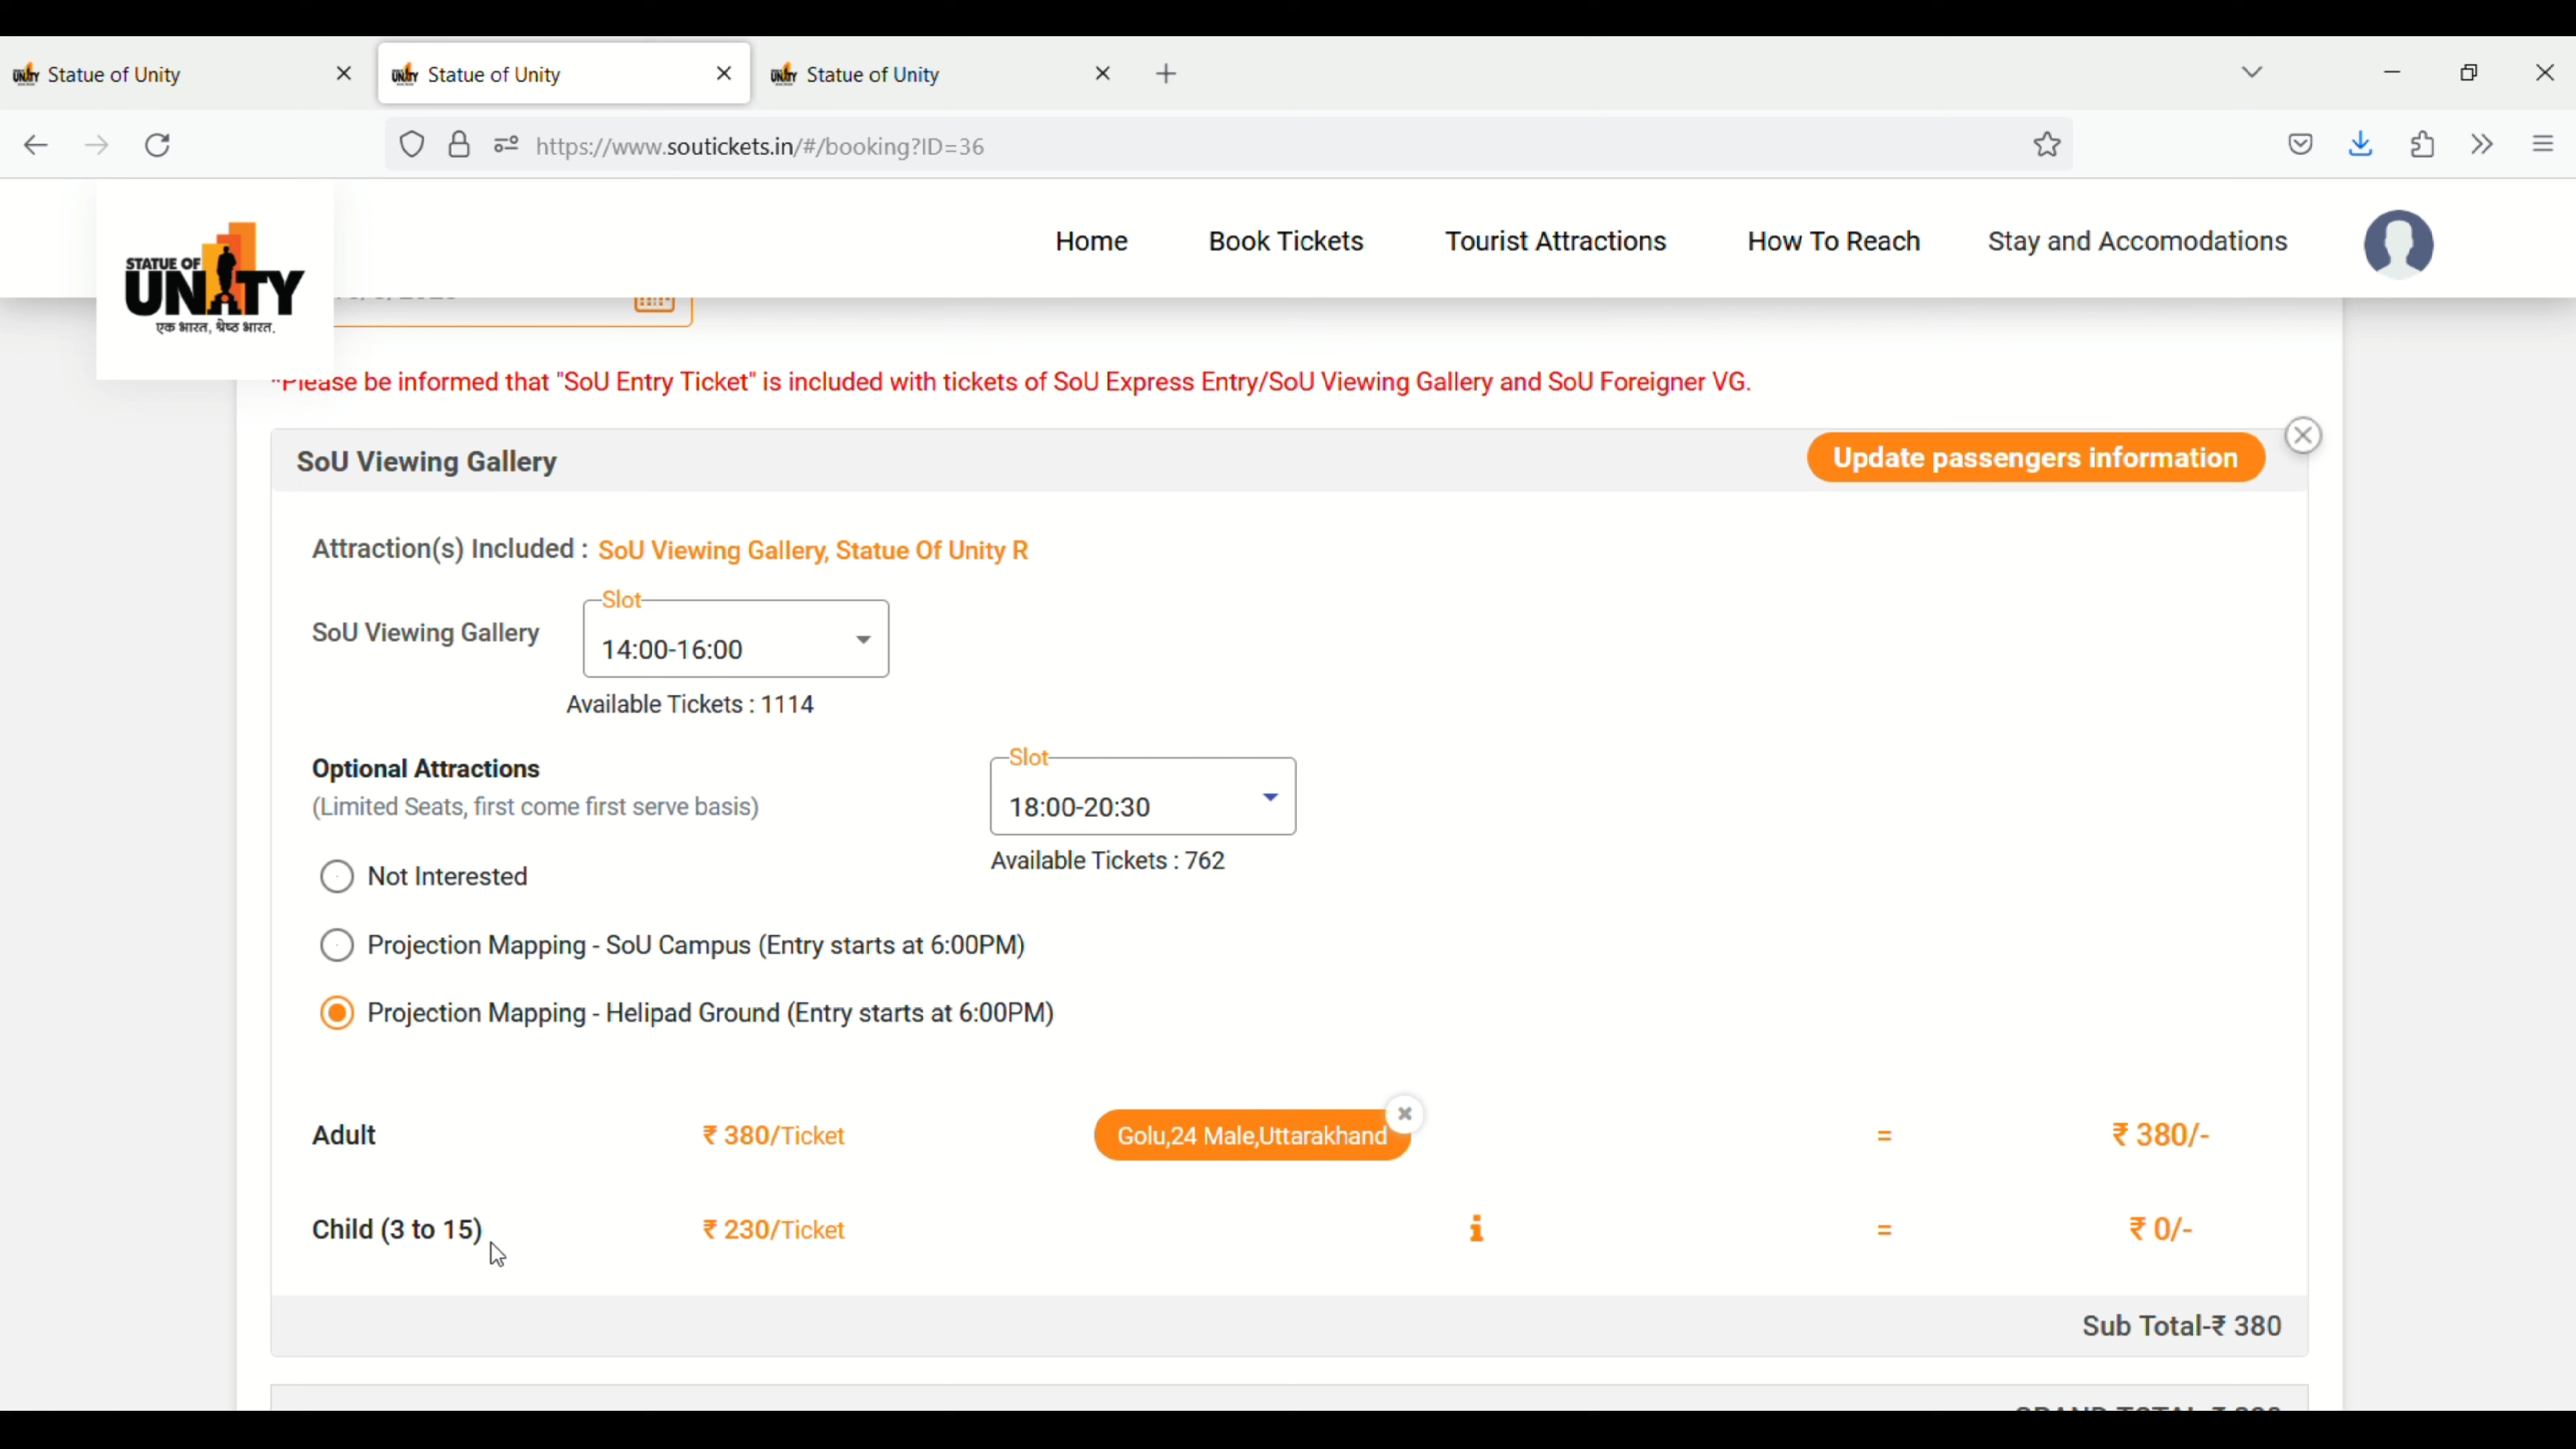 Statue of Unity
Statue of Unity
Statue of Unity
https://www.soutickets.in/#/booking?ID=36
STATUE OF
UNITY
एक भारत, श्रेष्ठ भारत.
Home Book Tickets Tourist Attractions How To Reach Stay and Accomodations
*Please be informed that "SoU Entry Ticket" is included with tickets of SoU Express Entry/SoU Viewing Gallery and SoU Foreigner VG.
SoU Viewing Gallery Update passengers information
Attraction(s) Included : SoU Viewing Gallery, Statue Of Unity R
Slot
SoU Viewing Gallery 14:00-16:00
Available Tickets : 1114
Optional Attractions
(Limited Seats, first come first serve basis)
Slot
18:00-20:30
Available Tickets : 762
Not Interested
Projection Mapping - SoU Campus (Entry starts at 6:00PM)
Projection Mapping - Helipad Ground (Entry starts at 6:00PM)
Adult ₹ 380/Ticket Golu,24 Male,Uttarakhand = ₹ 380/-
Child (3 to 15) ₹ 230/Ticket = ₹ 0/-
Sub Total-₹ 380